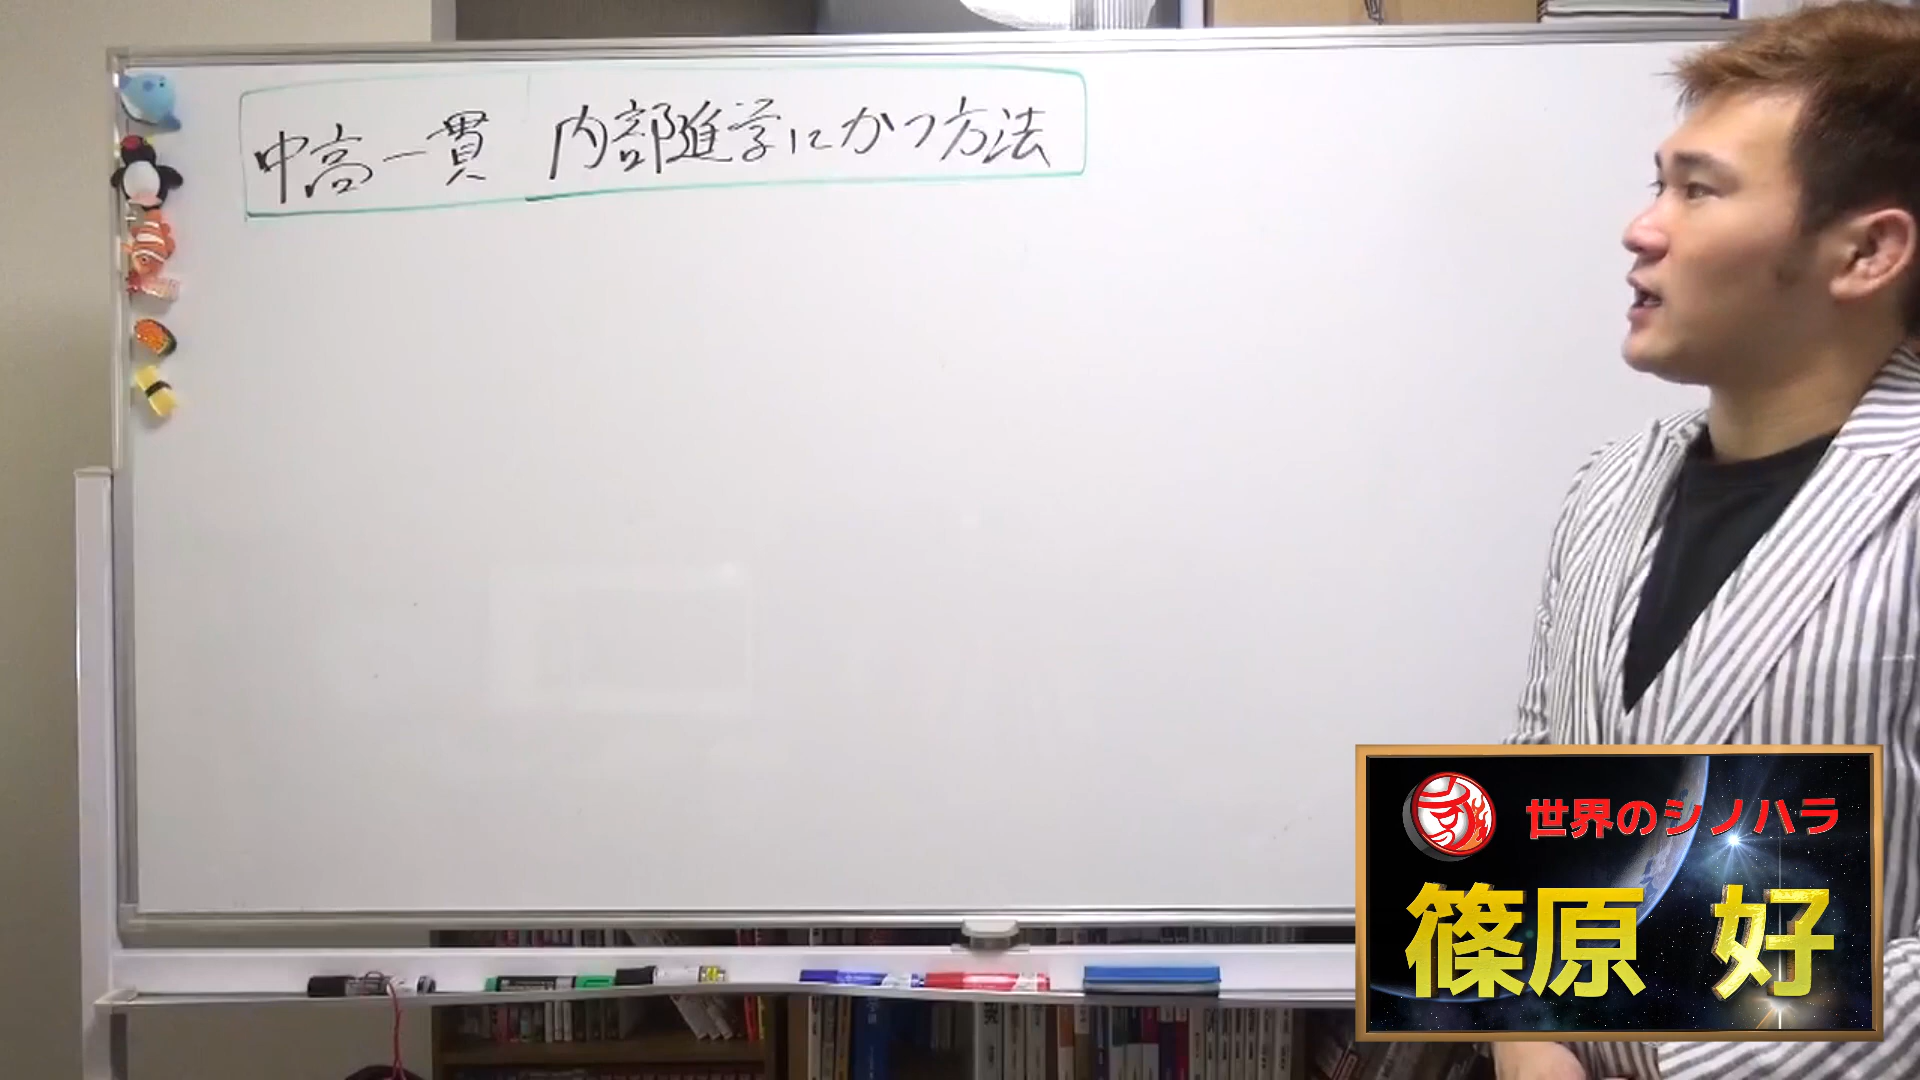 中高一貫 内部進学にかつ方法
世界のシノハラ
篠原 好